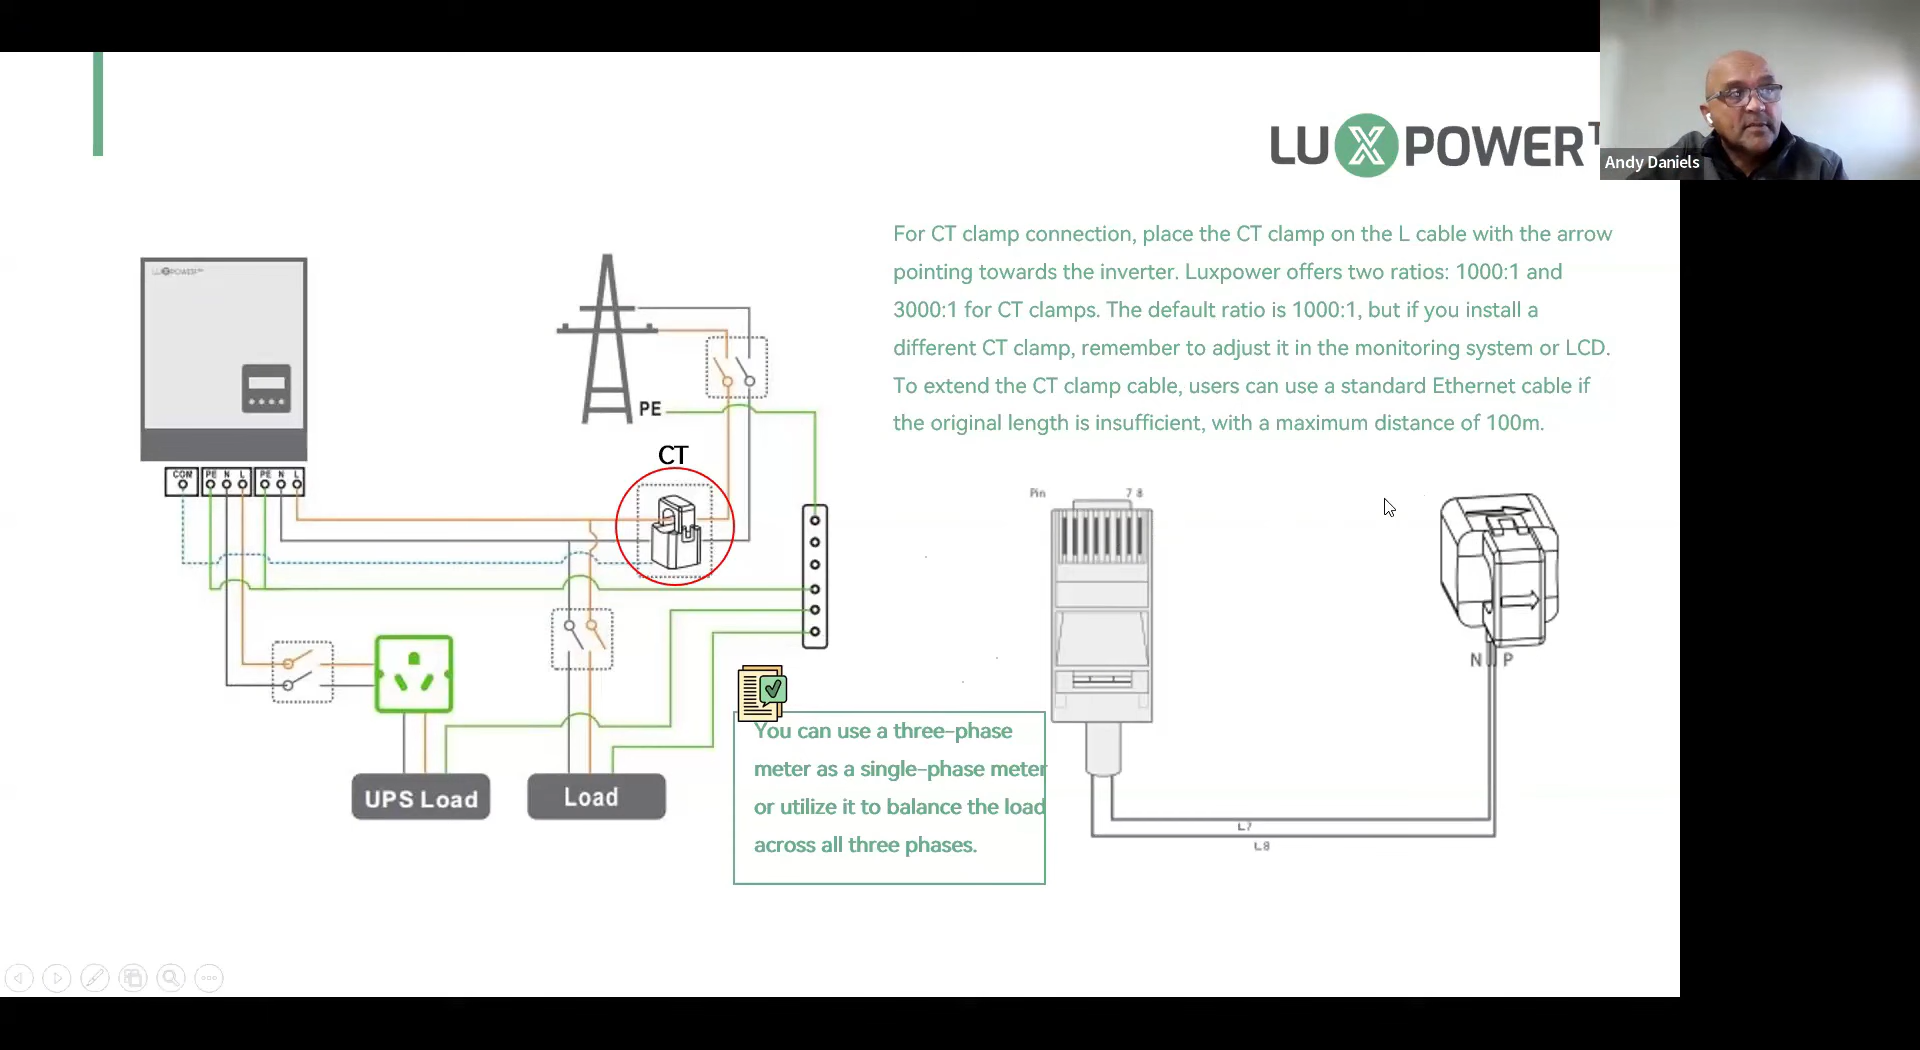 LUXPOWER
Andy Daniels
For CT clamp connection, place the CT clamp on the L cable with the arrow
pointing towards the inverter. Luxpower offers two ratios: 1000:1 and
3000:1 for CT clamps. The default ratio is 1000:1, but if you install a
different CT clamp, remember to adjust it in the monitoring system or LCD.
To extend the CT clamp cable, users can use a standard Ethernet cable if
the original length is insufficient, with a maximum distance of 100m.
LUXPOWER
PE
CT
COM PE N L PE N L
Pin 7 8
N P
You can use a three-phase
meter as a single-phase meter
or utilize it to balance the load
across all three phases.
UPS Load
Load
L7
L8